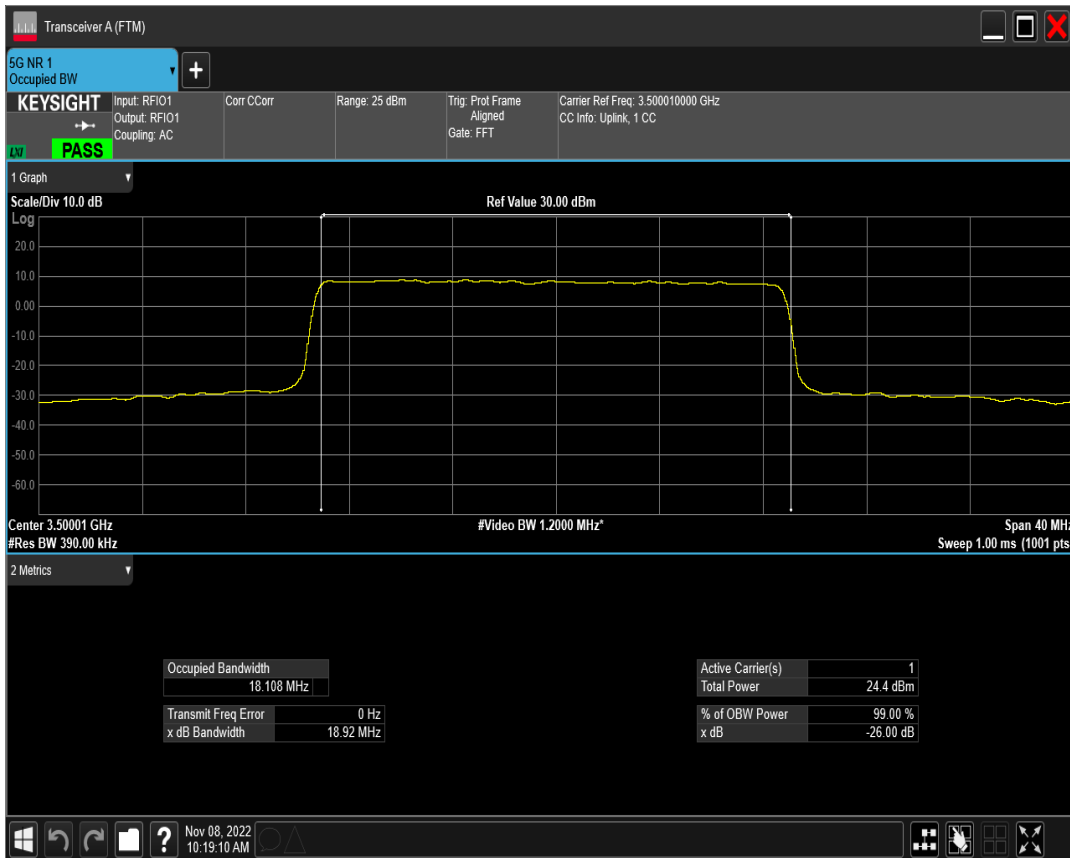 Transceiver A (FTM)
5G NR 1
Occupied BW
+
KEYSIGHT
LXI
PASS
Input: RFIO1
Output: RFIO1
Coupling: AC
Corr CCorr
Range: 25 dBm
Trig: Prot Frame
Aligned
Gate: FFT
Carrier Ref Freq: 3.500010000 GHz
CC Info: Uplink, 1 CC
1 Graph
Scale/Div 10.0 dB
Ref Value 30.00 dBm
Log
20.0
10.0
0.00
-10.0
-20.0
-30.0
-40.0
-50.0
-60.0
Center 3.50001 GHz
#Video BW 1.2000 MHz*
Span 40 MHz
#Res BW 390.00 kHz
Sweep 1.00 ms (1001 pts
2 Metrics
Occupied Bandwidth
18.108 MHz
Transmit Freq Error 0 Hz
x dB Bandwidth 18.92 MHz
Active Carrier(s) 1
Total Power 24.4 dBm
% of OBW Power 99.00 %
x dB -26.00 dB
?
Nov 08, 2022
10:19:10 AM